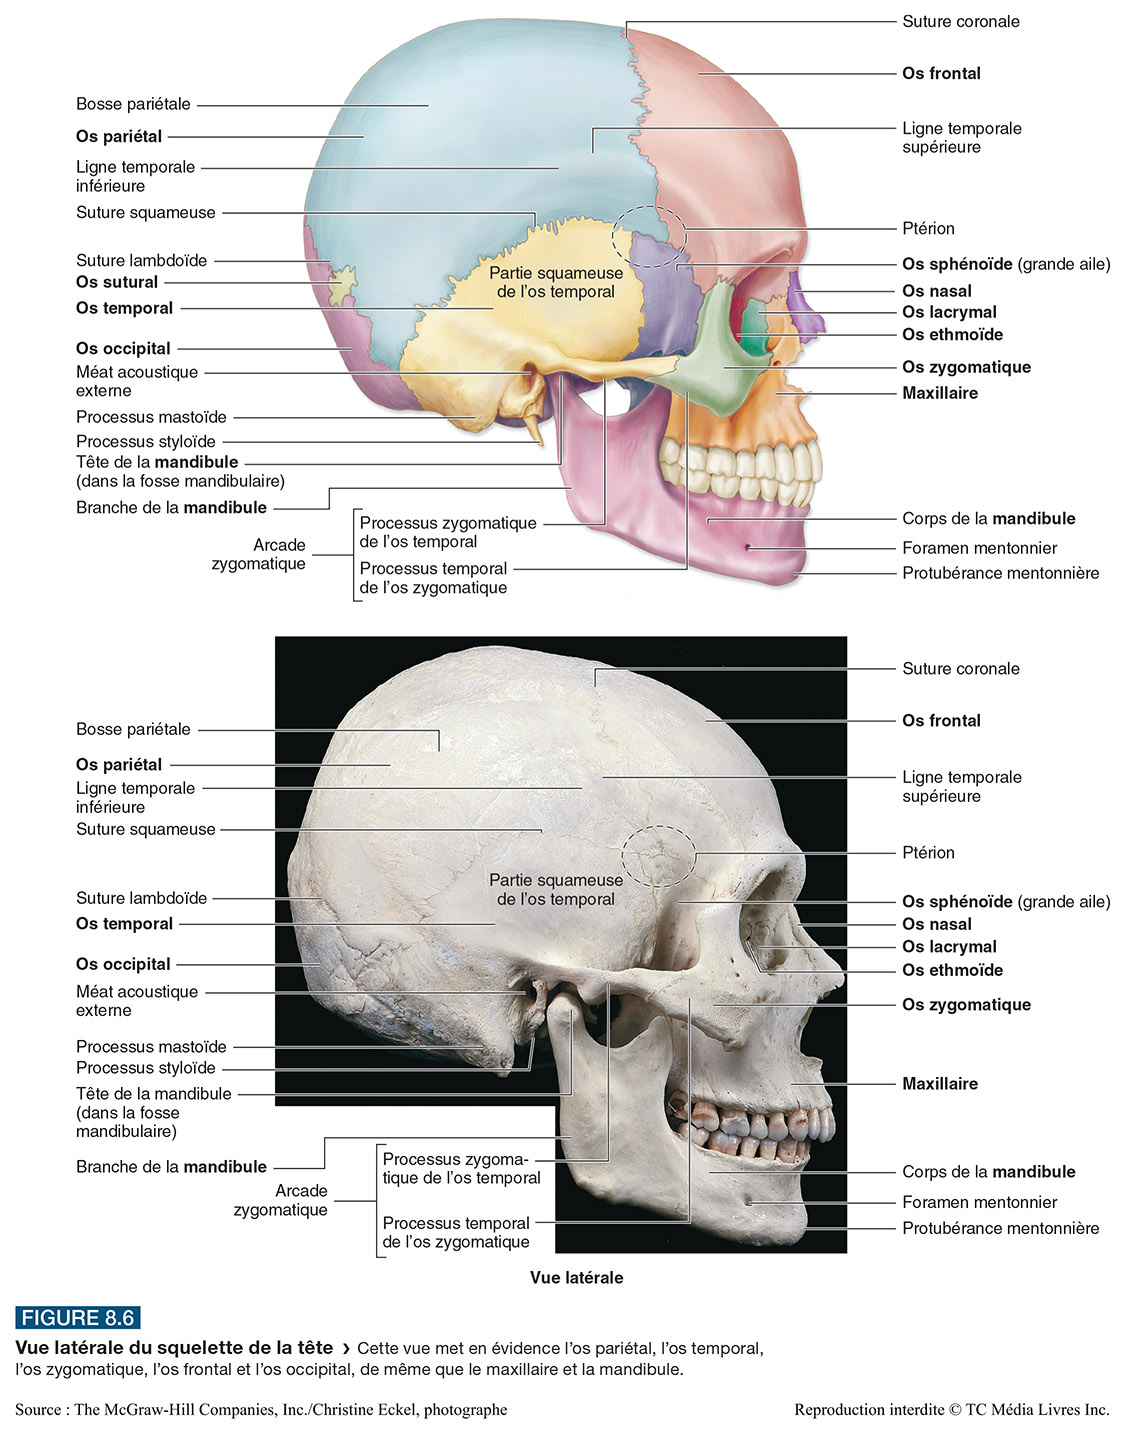 Suture coronale
Os frontal
Bosse pariétale
Os pariétal
Ligne temporale
supérieure
Ligne temporale
inférieure
Suture squameuse
Ptérion
Suture lambdoïde
Os sphénoïde (grande aile)
Partie squameuse
de l'os temporal
Os sutural
Os nasal
Os temporal
Os lacrymal
Os ethmoïde
Os occipital
Os zygomatique
Méat acoustique
externe
Maxillaire
Processus mastoïde
Processus styloïde
Tête de la mandibule
(dans la fosse mandibulaire)
Branche de la mandibule
Corps de la mandibule
Processus zygomatique
de l'os temporal
Arcade
zygomatique
Foramen mentonnier
Processus temporal
de l'os zygomatique
Protubérance mentonnière
Suture coronale
Os frontal
Bosse pariétale
Os pariétal
Ligne temporale
supérieure
Ligne temporale
inférieure
Suture squameuse
Ptérion
Partie squameuse
de l'os temporal
Suture lambdoïde
Os sphénoïde (grande aile)
Os temporal
Os nasal
Os lacrymal
Os occipital
Os ethmoïde
Méat acoustique
externe
Os zygomatique
Processus mastoïde
Processus styloïde
Maxillaire
Tête de la mandibule
(dans la fosse
mandibulaire)
Branche de la mandibule
Processus zygoma-
tique de l'os temporal
Corps de la mandibule
Arcade
zygomatique
Foramen mentonnier
Processus temporal
de l'os zygomatique
Protubérance mentonnière
Vue latérale
FIGURE 8.6
Vue latérale du squelette de la tête › Cette vue met en évidence l'os pariétal, l'os temporal,
l'os zygomatique, l'os frontal et l'os occipital, de même que le maxillaire et la mandibule.
Source : The McGraw-Hill Companies, Inc./Christine Eckel, photographe
Reproduction interdite © TC Média Livres Inc.